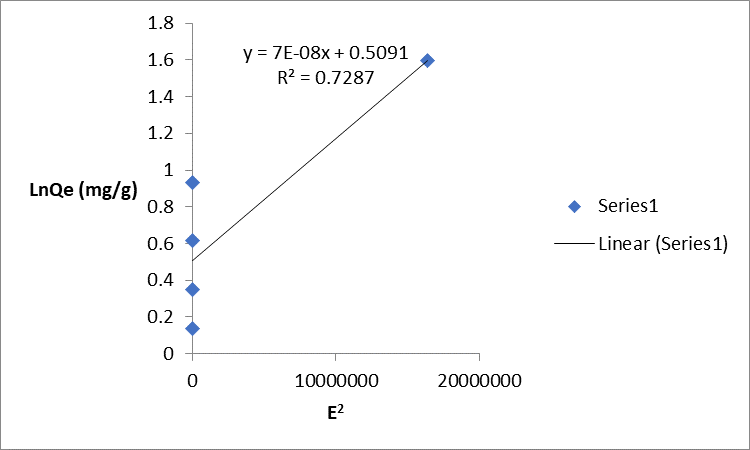 1.8
1.6
1.4
1.2
1
0.8
0.6
0.4
0.2
0
y = 7E-08x + 0.5091
R² = 0.7287
LnQe (mg/g)
Series1
Linear (Series1)
0
10000000
20000000
E²